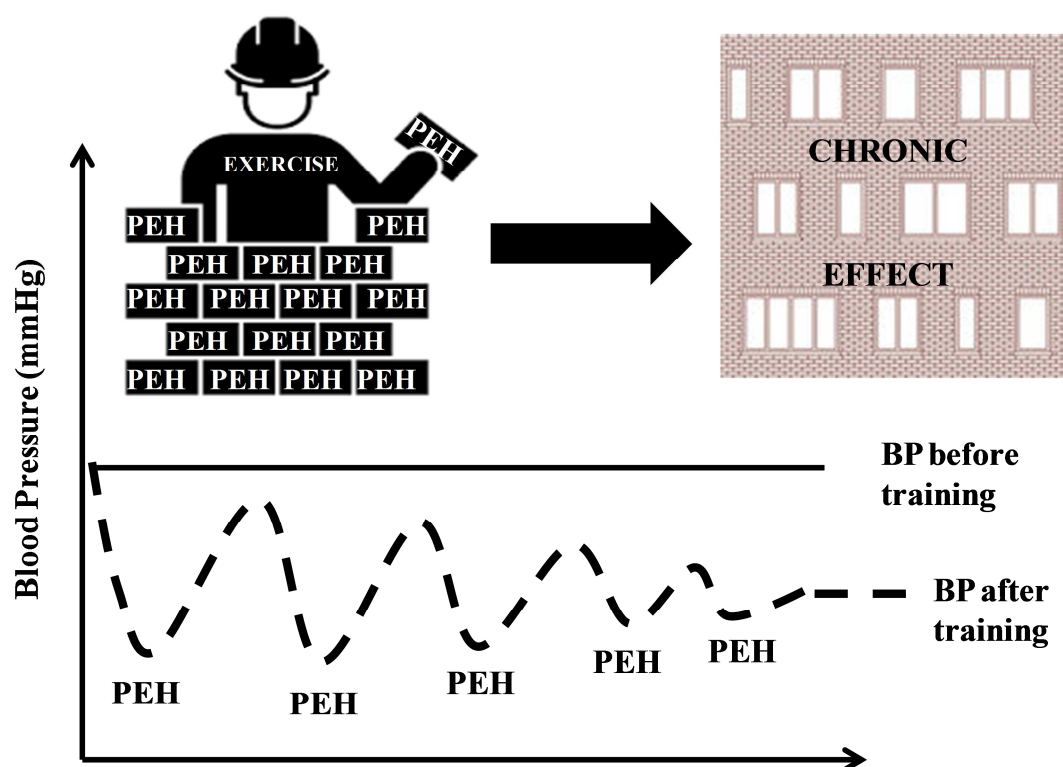 EXERCISE
PEH
PEH PEH
PEH PEH PEH
PEH PEH PEH PEH
PEH PEH PEH
PEH PEH PEH PEH
CHRONIC
EFFECT
Blood Pressure (mmHg)
BP before
training
BP after
training
PEH PEH PEH PEH PEH